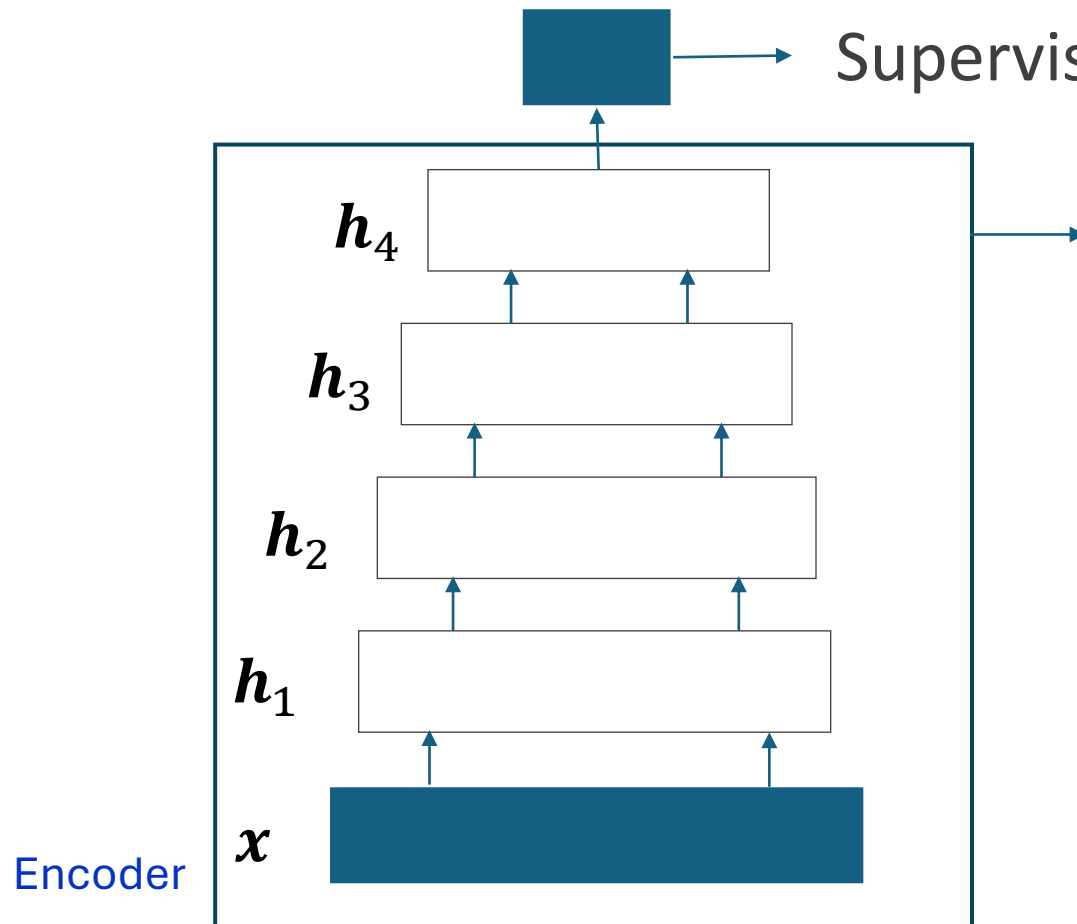 Supervis
h₄
h₃
h₂
h₁
x
Encoder